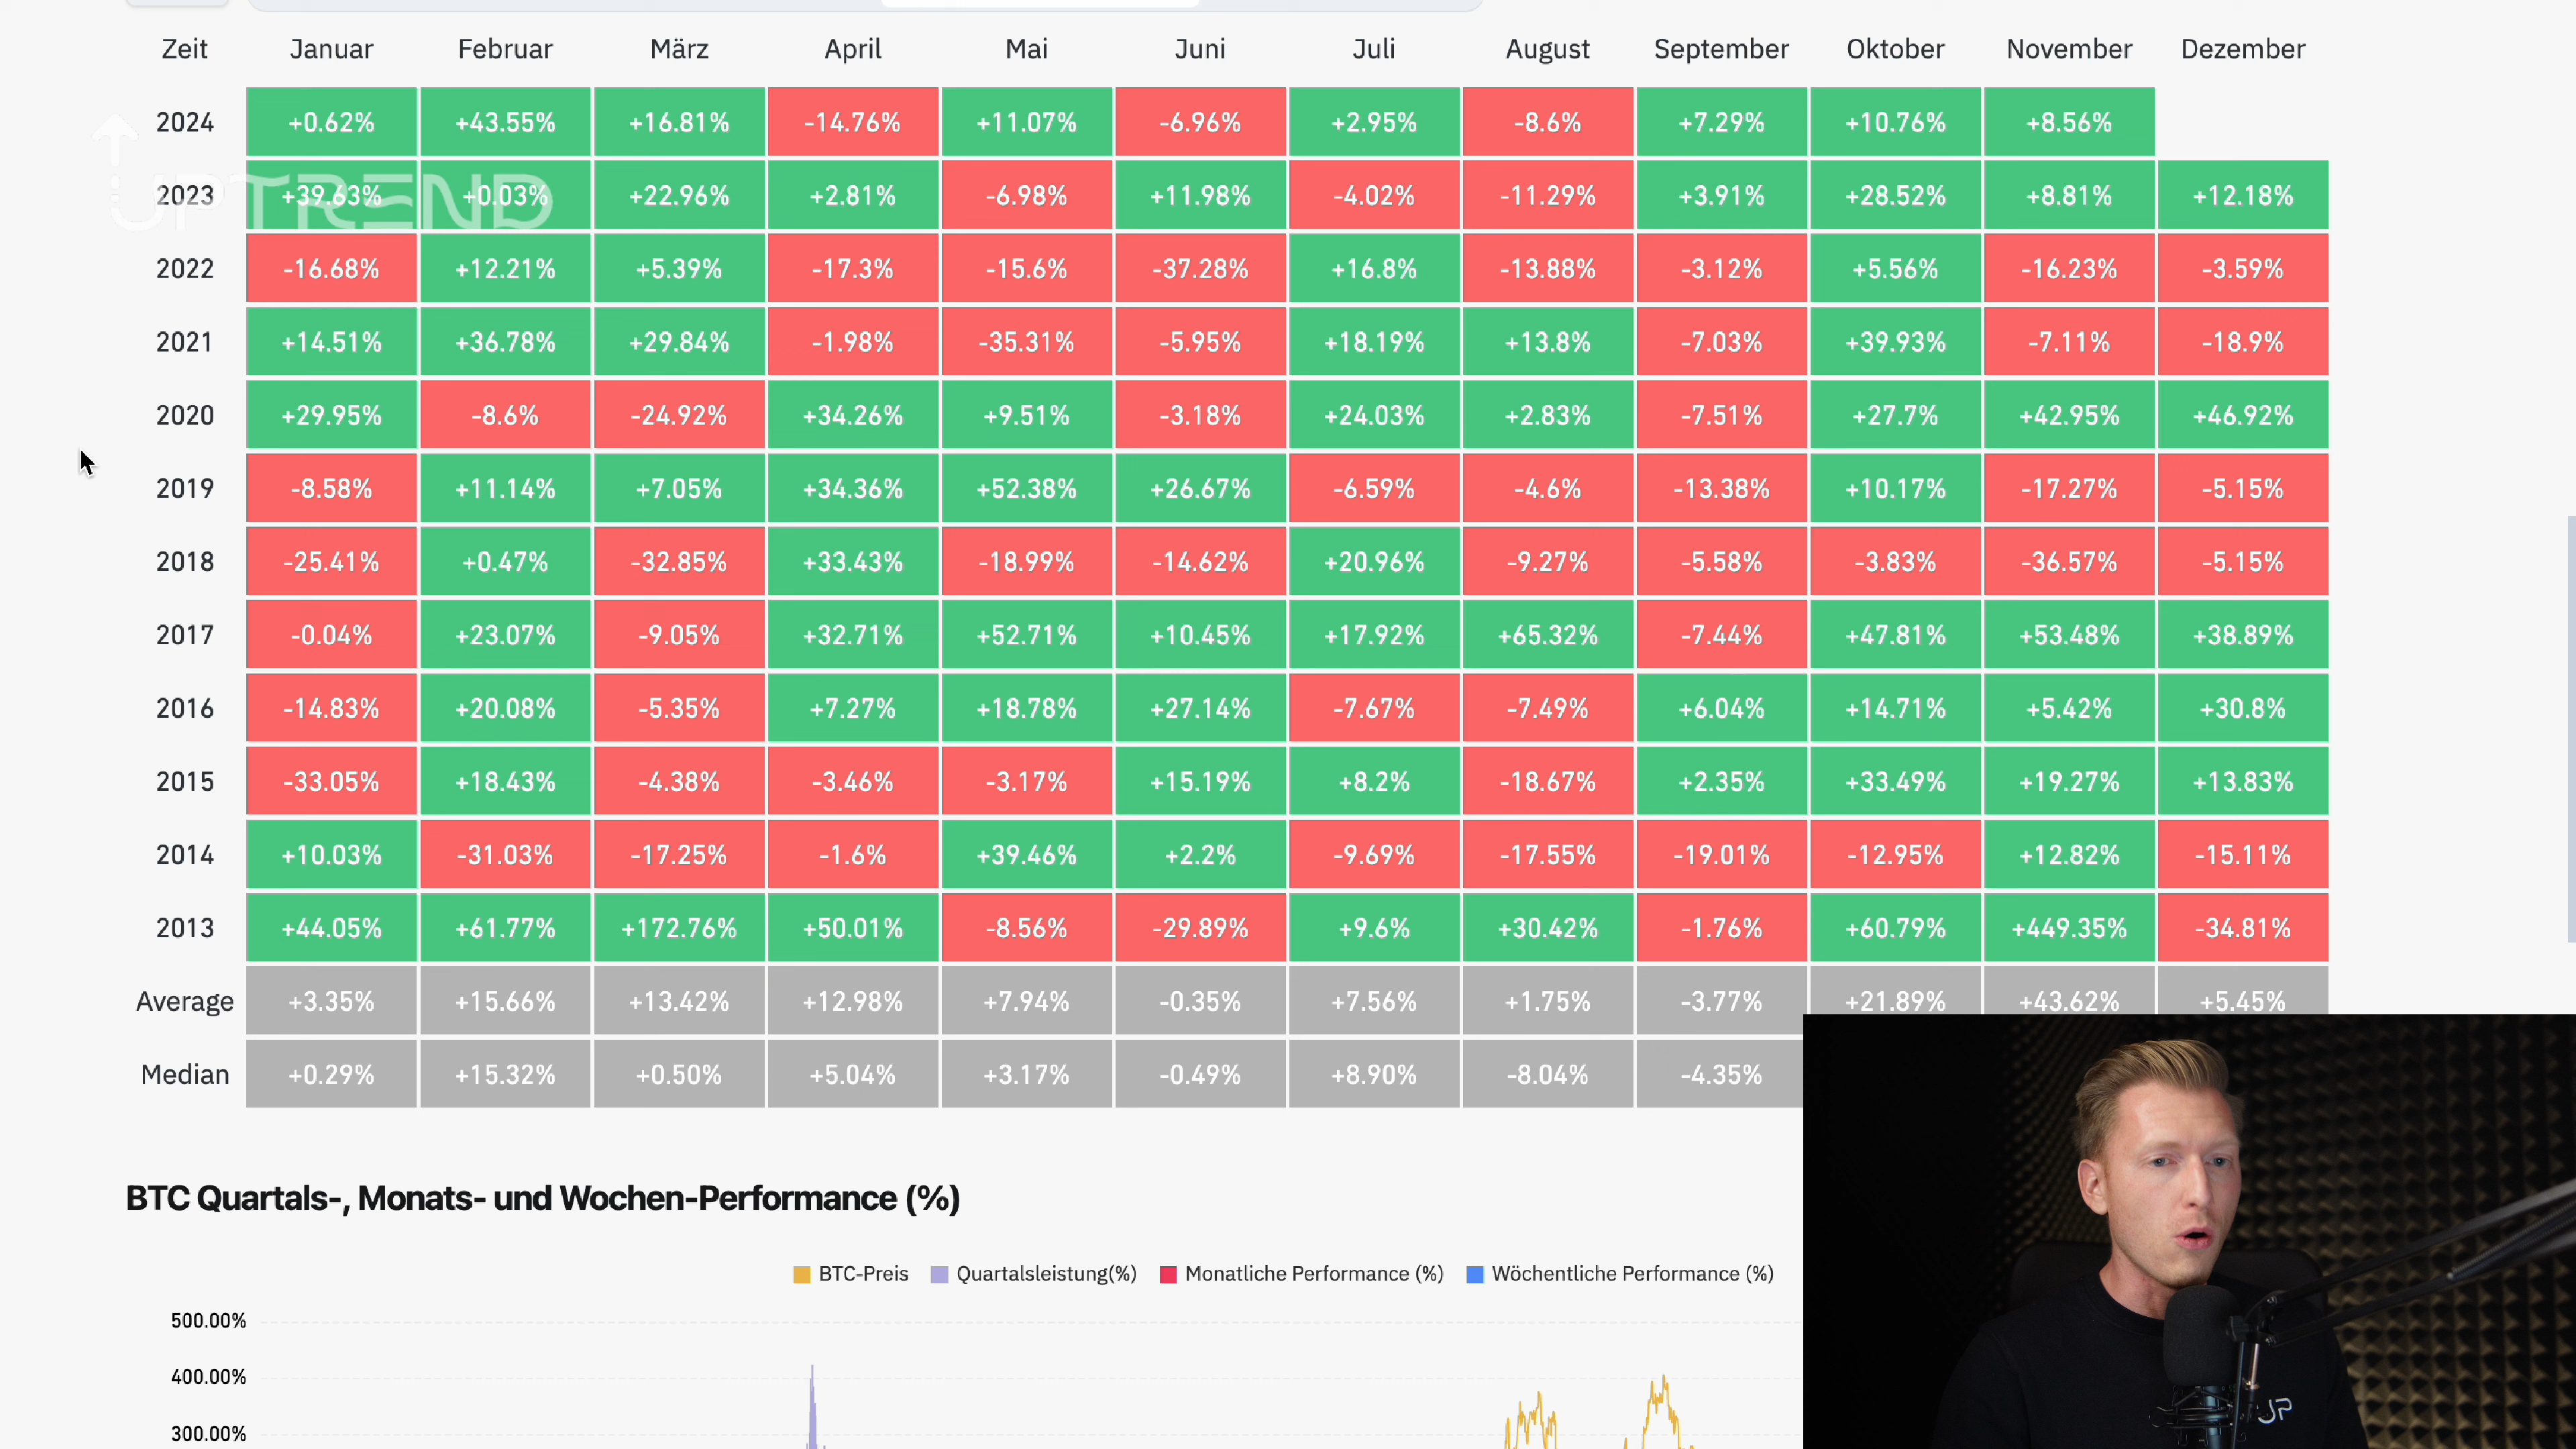 Zeit Januar Februar März April Mai Juni Juli August September Oktober November Dezember
2024 +0.62% +43.55% +16.81% -14.76% +11.07% -6.96% +2.95% -8.6% +7.29% +10.76% +8.56%
2023 +39.63% +0.03% +22.96% +2.81% -6.98% +11.98% -4.02% -11.29% +3.91% +28.52% +8.81% +12.18%
UPTREND
2022 -16.68% +12.21% +5.39% -17.3% -15.6% -37.28% +16.8% -13.88% -3.12% +5.56% -16.23% -3.59%
2021 +14.51% +36.78% +29.84% -1.98% -35.31% -5.95% +18.19% +13.8% -7.03% +39.93% -7.11% -18.9%
2020 +29.95% -8.6% -24.92% +34.26% +9.51% -3.18% +24.03% +2.83% -7.51% +27.7% +42.95% +46.92%
2019 -8.58% +11.14% +7.05% +34.36% +52.38% +26.67% -6.59% -4.6% -13.38% +10.17% -17.27% -5.15%
2018 -25.41% +0.47% -32.85% +33.43% -18.99% -14.62% +20.96% -9.27% -5.58% -3.83% -36.57% -5.15%
2017 -0.04% +23.07% -9.05% +32.71% +52.71% +10.45% +17.92% +65.32% -7.44% +47.81% +53.48% +38.89%
2016 -14.83% +20.08% -5.35% +7.27% +18.78% +27.14% -7.67% -7.49% +6.04% +14.71% +5.42% +30.8%
2015 -33.05% +18.43% -4.38% -3.46% -3.17% +15.19% +8.2% -18.67% +2.35% +33.49% +19.27% +13.83%
2014 +10.03% -31.03% -17.25% -1.6% +39.46% +2.2% -9.69% -17.55% -19.01% -12.95% +12.82% -15.11%
2013 +44.05% +61.77% +172.76% +50.01% -8.56% -29.89% +9.6% +30.42% -1.76% +60.79% +449.35% -34.81%
Average +3.35% +15.66% +13.42% +12.98% +7.94% -0.35% +7.56% +1.75% -3.77% +21.89% +43.62% +5.45%
Median +0.29% +15.32% +0.50% +5.04% +3.17% -0.49% +8.90% -8.04% -4.35%
BTC Quartals-, Monats- und Wochen-Performance (%)
BTC-Preis Quartalsleistung(%) Monatliche Performance (%) Wöchentliche Performance (%)
500.00%
400.00%
300.00%
UP